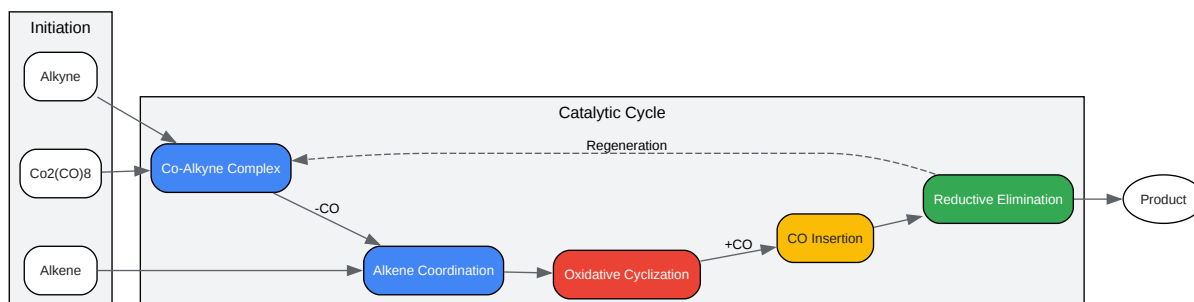 Initiation
Alkyne
Catalytic Cycle
Regeneration
Co2(CO)8
Co-Alkyne Complex
Reductive Elimination
Product
-CO
CO Insertion
+CO
Alkene
Alkene Coordination
Oxidative Cyclization